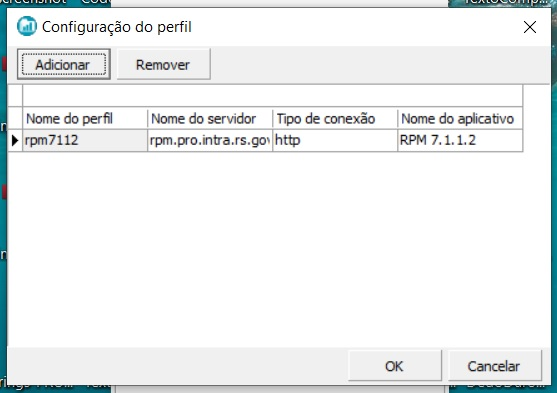 Configuração do perfil
Adicionar Remover
Nome do perfil Nome do servidor Tipo de conexão Nome do aplicativo
rpm7112 rpm.pro.intra.rs.gov http RPM 7.1.1.2
OK Cancelar